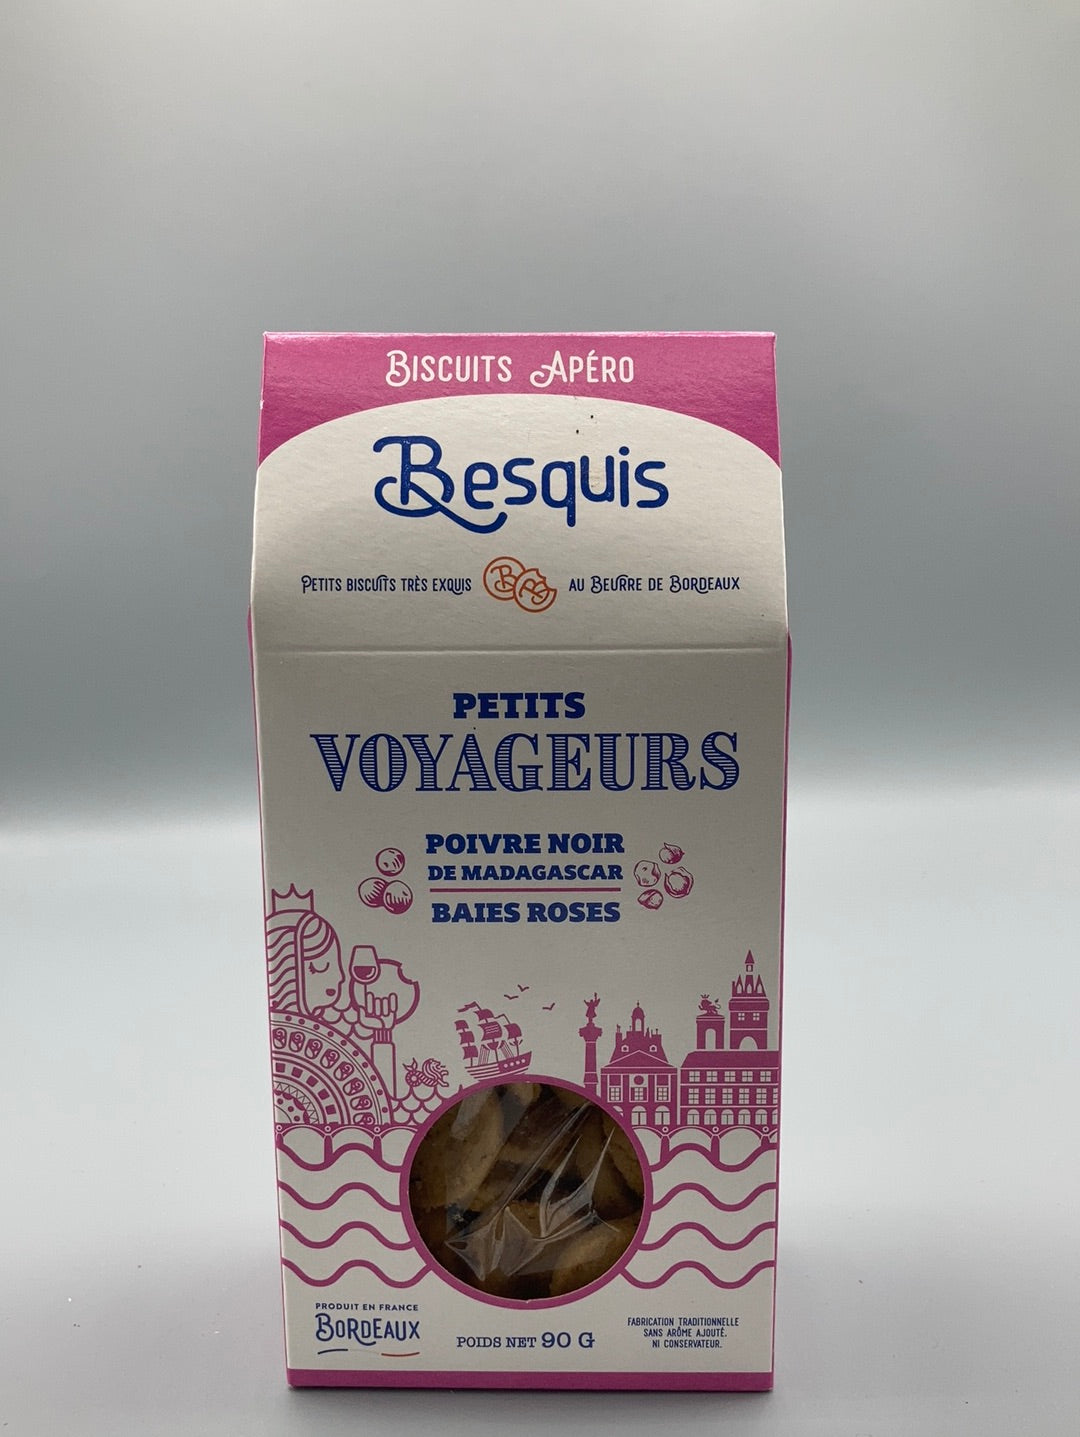 BISCUITS APÉRO
Besquis
PETITS BISCUITS TRÈS EXQUIS BB AU BEURRE DE BORDEAUX
PETITS
VOYAGEURS
POIVRE NOIR
DE MADAGASCAR
BAIES ROSES
PRODUIT EN FRANCE
BORDEAUX
POIDS NET 90 G
FABRICATION TRADITIONNELLE
SANS ARÔME AJOUTÉ,
NI CONSERVATEUR.